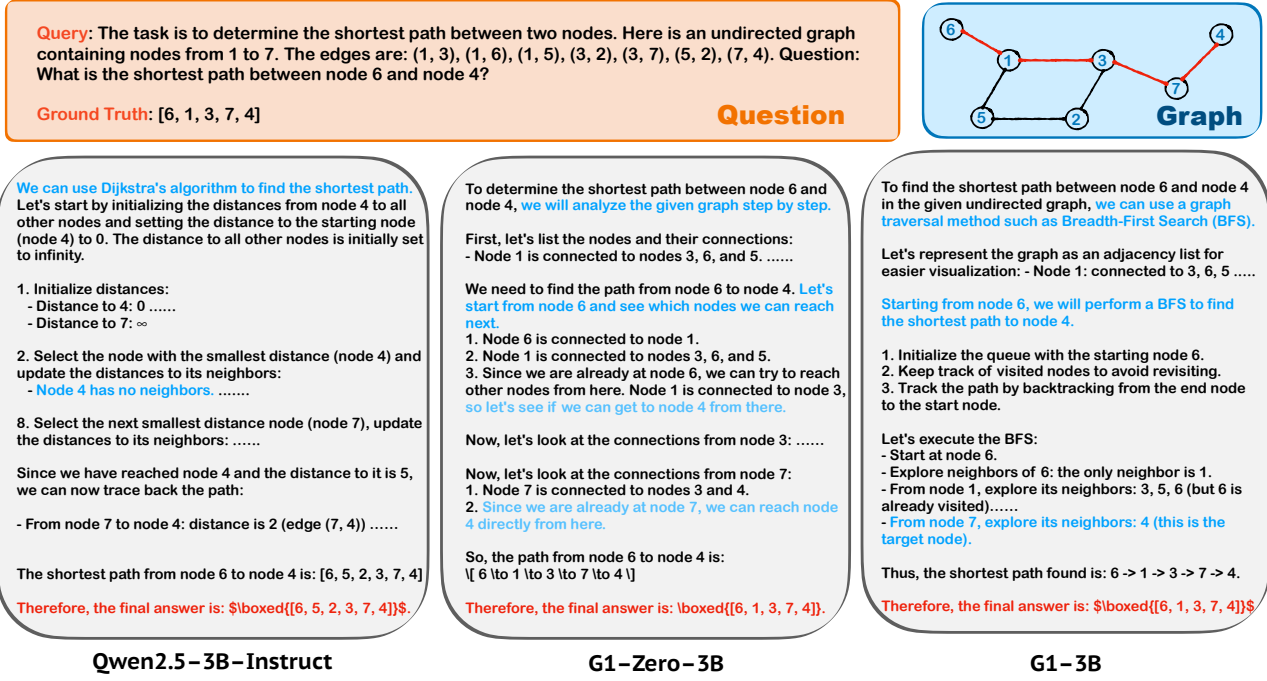 Query: The task is to determine the shortest path between two nodes. Here is an undirected graph
containing nodes from 1 to 7. The edges are: (1, 3), (1, 6), (1, 5), (3, 2), (3, 7), (5, 2), (7, 4). Question:
What is the shortest path between node 6 and node 4?
Ground Truth: [6, 1, 3, 7, 4]
Question
6
4
1
3
7
5
2
Graph
We can use Dijkstra's algorithm to find the shortest path.
Let's start by initializing the distances from node 4 to all
other nodes and setting the distance to the starting node
(node 4) to 0. The distance to all other nodes is initially set
to infinity.
1. Initialize distances:
- Distance to 4: 0 ......
- Distance to 7: ∞
2. Select the node with the smallest distance (node 4) and
update the distances to its neighbors:
- Node 4 has no neighbors. .......
8. Select the next smallest distance node (node 7), update
the distances to its neighbors: ......
Since we have reached node 4 and the distance to it is 5,
we can now trace back the path:
- From node 7 to node 4: distance is 2 (edge (7, 4)) ......
The shortest path from node 6 to node 4 is: [6, 5, 2, 3, 7, 4]
Therefore, the final answer is: $\boxed{[6, 5, 2, 3, 7, 4]}$.
Qwen2.5-3B-Instruct
To determine the shortest path between node 6 and
node 4, we will analyze the given graph step by step.
First, let's list the nodes and their connections:
- Node 1 is connected to nodes 3, 6, and 5. ......
We need to find the path from node 6 to node 4. Let's
start from node 6 and see which nodes we can reach
next.
1. Node 6 is connected to node 1.
2. Node 1 is connected to nodes 3, 6, and 5.
3. Since we are already at node 6, we can try to reach
other nodes from here. Node 1 is connected to node 3,
so let's see if we can get to node 4 from there.
Now, let's look at the connections from node 3: ......
Now, let's look at the connections from node 7:
1. Node 7 is connected to nodes 3 and 4.
2. Since we are already at node 7, we can reach node
4 directly from here.
So, the path from node 6 to node 4 is:
\[ 6 \to 1 \to 3 \to 7 \to 4 \]
Therefore, the final answer is: \boxed{[6, 1, 3, 7, 4]}.
G1-Zero-3B
To find the shortest path between node 6 and node 4
in the given undirected graph, we can use a graph
traversal method such as Breadth-First Search (BFS).
Let's represent the graph as an adjacency list for
easier visualization: - Node 1: connected to 3, 6, 5 .....
Starting from node 6, we will perform a BFS to find
the shortest path to node 4.
1. Initialize the queue with the starting node 6.
2. Keep track of visited nodes to avoid revisiting.
3. Track the path by backtracking from the end node
to the start node.
Let's execute the BFS:
- Start at node 6.
- Explore neighbors of 6: the only neighbor is 1.
- From node 1, explore its neighbors: 3, 5, 6 (but 6 is
already visited)......
- From node 7, explore its neighbors: 4 (this is the
target node).
Thus, the shortest path found is: 6 -> 1 -> 3 -> 7 -> 4.
Therefore, the final answer is: $\boxed{[6, 1, 3, 7, 4]}$
G1-3B